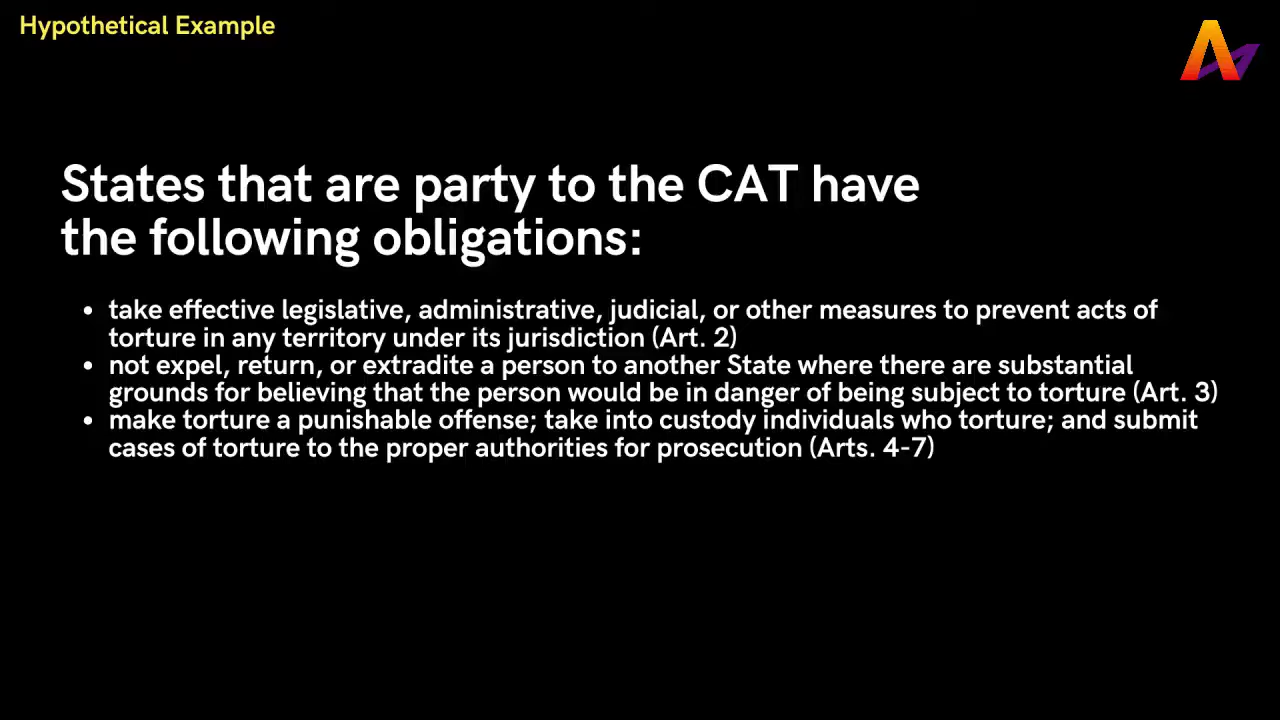 Hypothetical Example
States that are party to the CAT have
the following obligations:
• take effective legislative, administrative, judicial, or other measures to prevent acts of
torture in any territory under its jurisdiction (Art. 2)
• not expel, return, or extradite a person to another State where there are substantial
grounds for believing that the person would be in danger of being subject to torture (Art. 3)
• make torture a punishable offense; take into custody individuals who torture; and submit
cases of torture to the proper authorities for prosecution (Arts. 4-7)